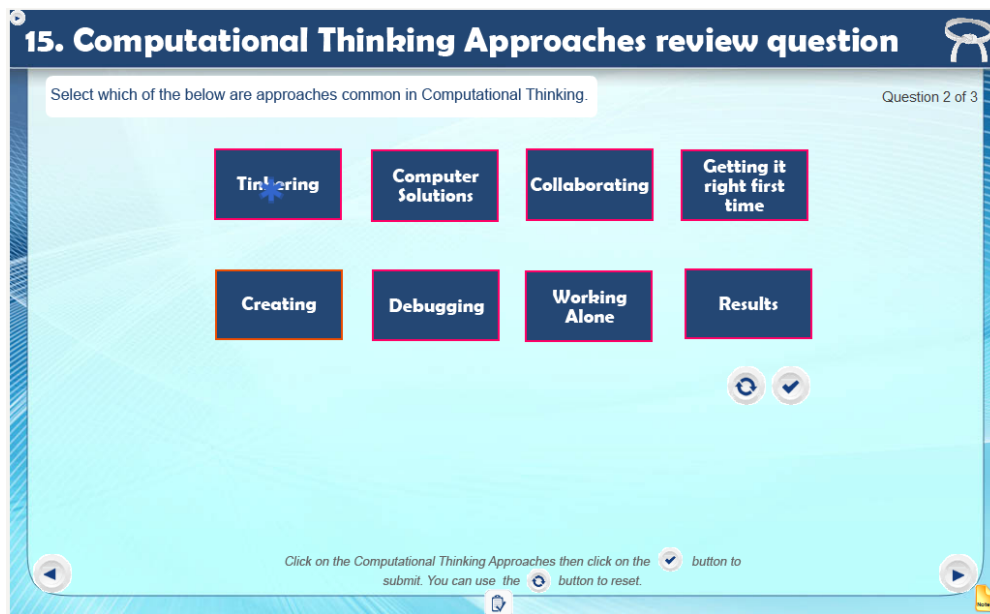 15. Computational Thinking Approaches review question
Select which of the below are approaches common in Computational Thinking.
Question 2 of 3
Tinkering
Computer
Solutions
Collaborating
Getting it
right first
time
Creating
Debugging
Working
Alone
Results
Click on the Computational Thinking Approaches then click on the button to
submit. You can use the button to reset.